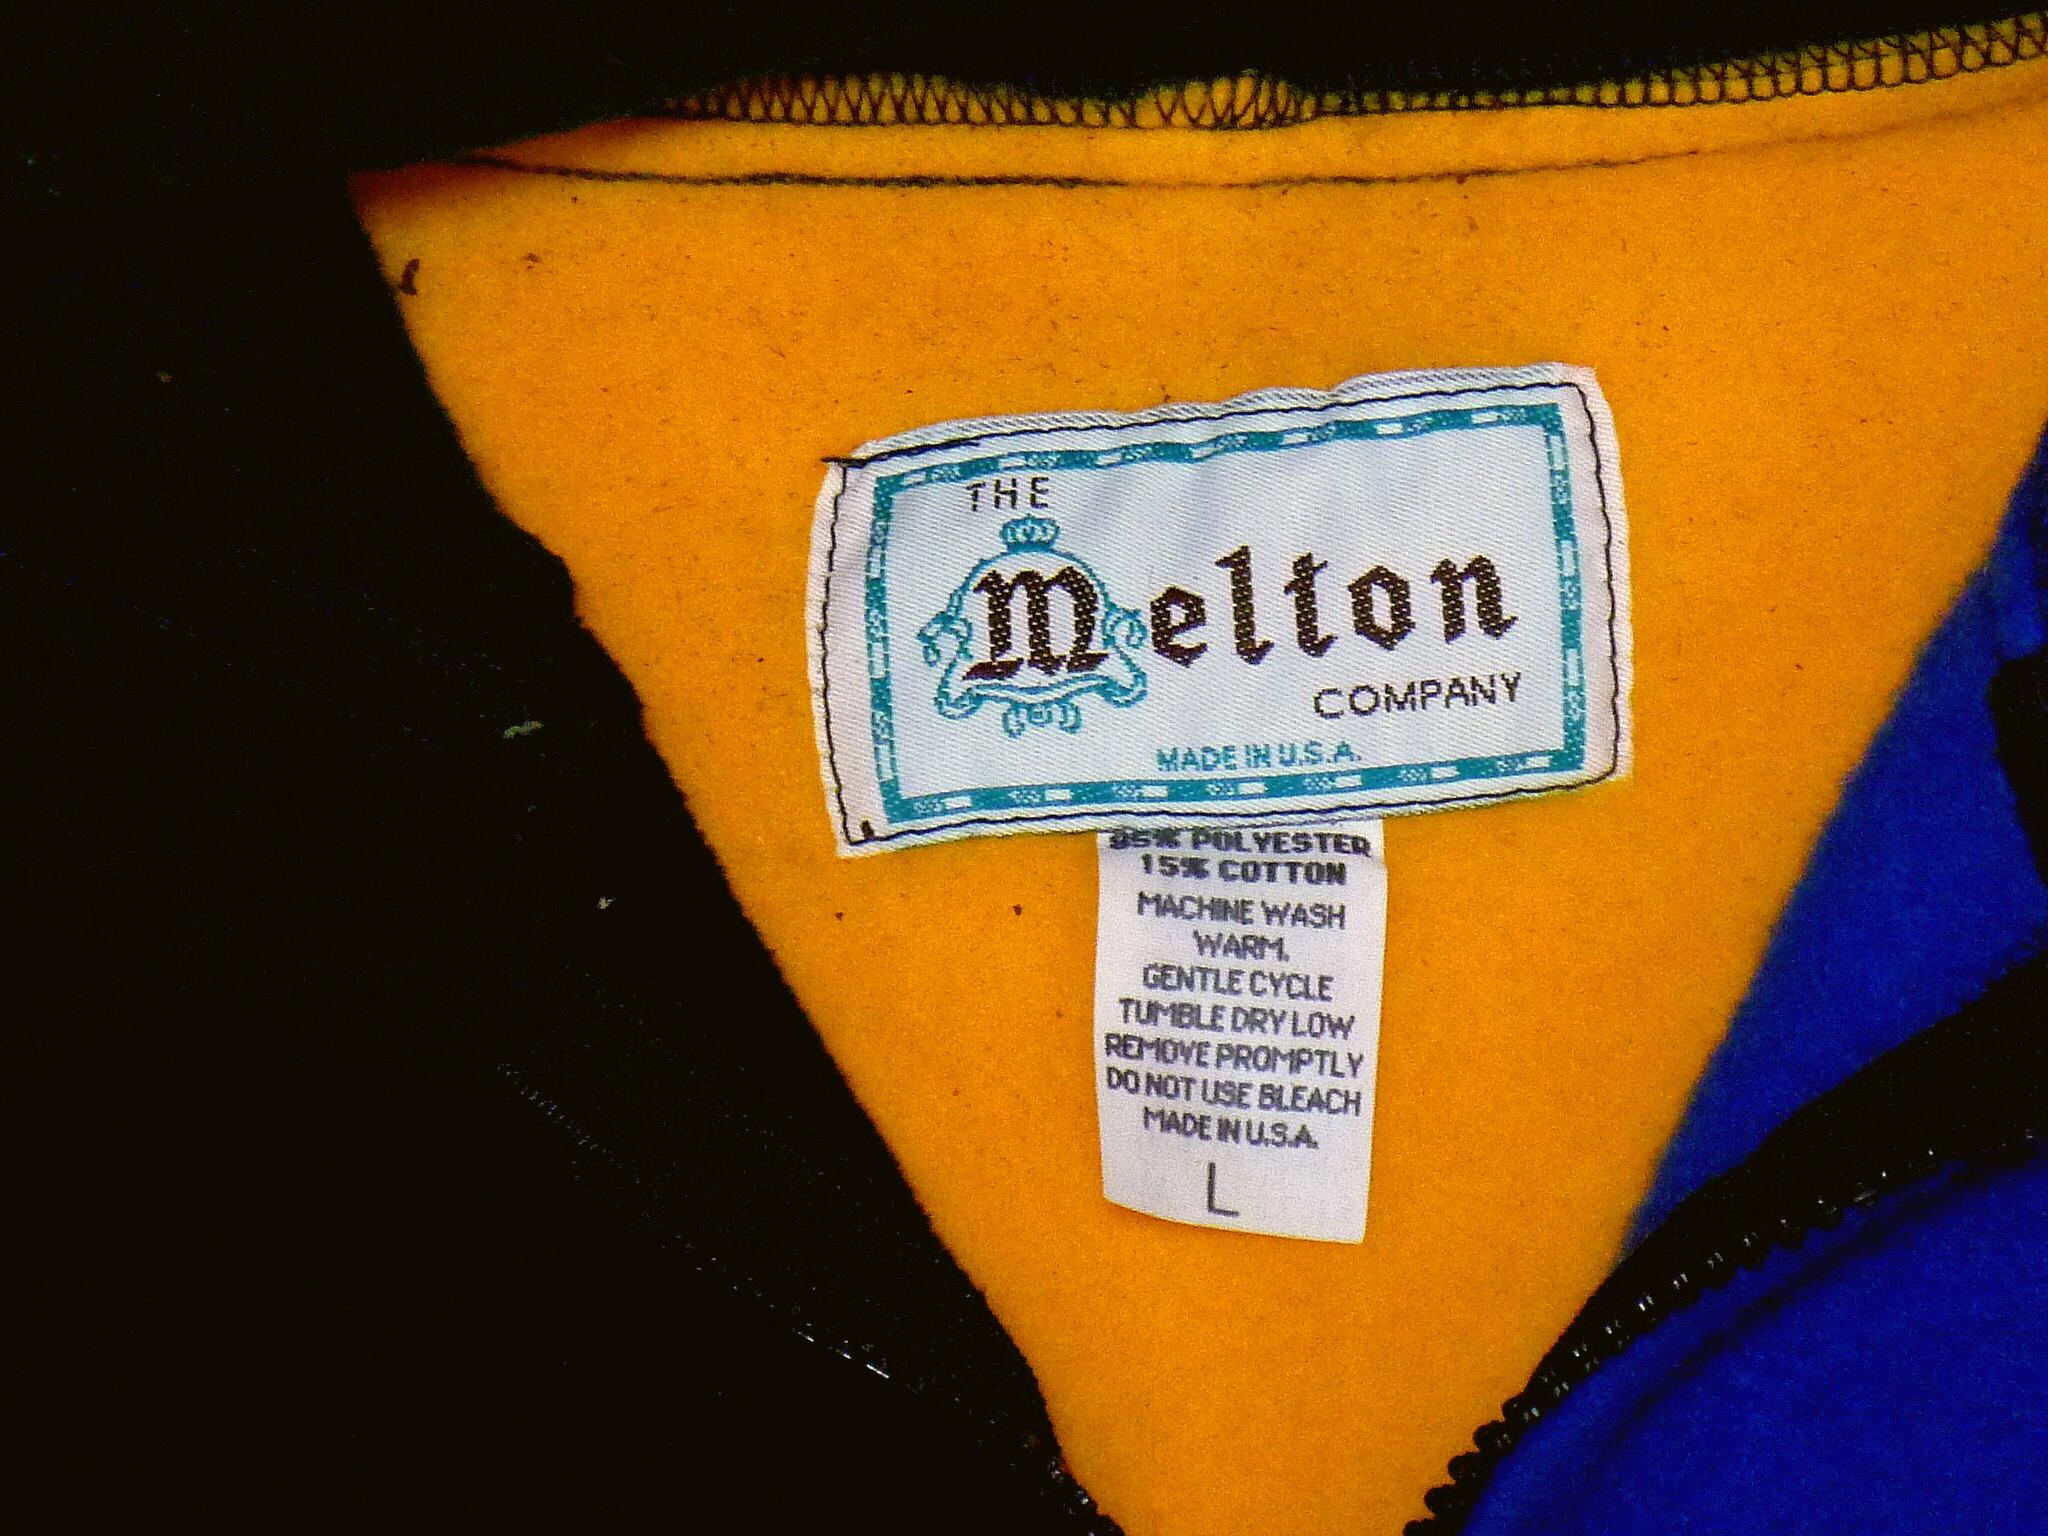 THE
Melton
COMPANY
MADE IN U.S.A.
85% POLYESTER
15% COTTON
MACHINE WASH
WARM.
GENTLE CYCLE
TUMBLE DRY LOW
REMOVE PROMPTLY
DO NOT USE BLEACH
MADE IN U.S.A.
L